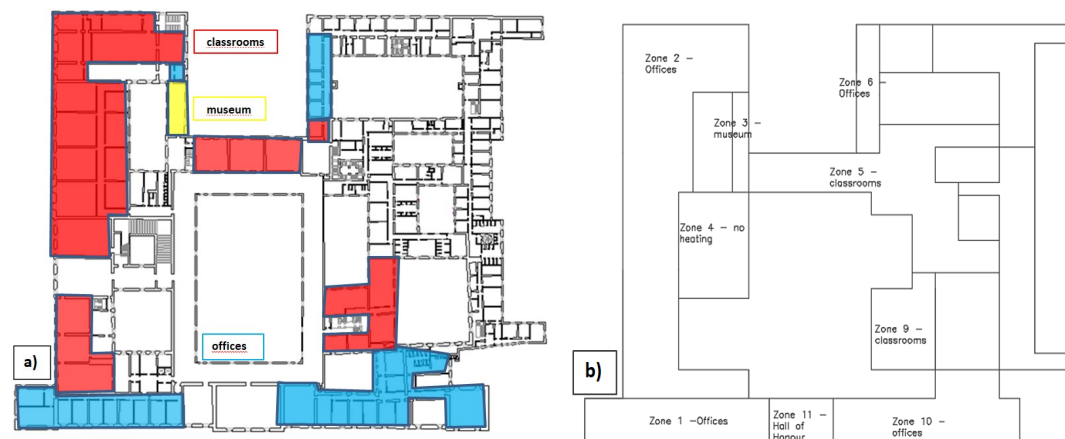 classrooms
museum
offices
a)
Zone 2 –
Offices
Zone 3 –
museum
Zone 6 –
Offices
Zone 5 –
classrooms
Zone 4 – no
heating
Zone 9 –
classrooms
b)
Zone 1 –Offices
Zone 11 –
Hall of
Honour
Zone 10 –
offices